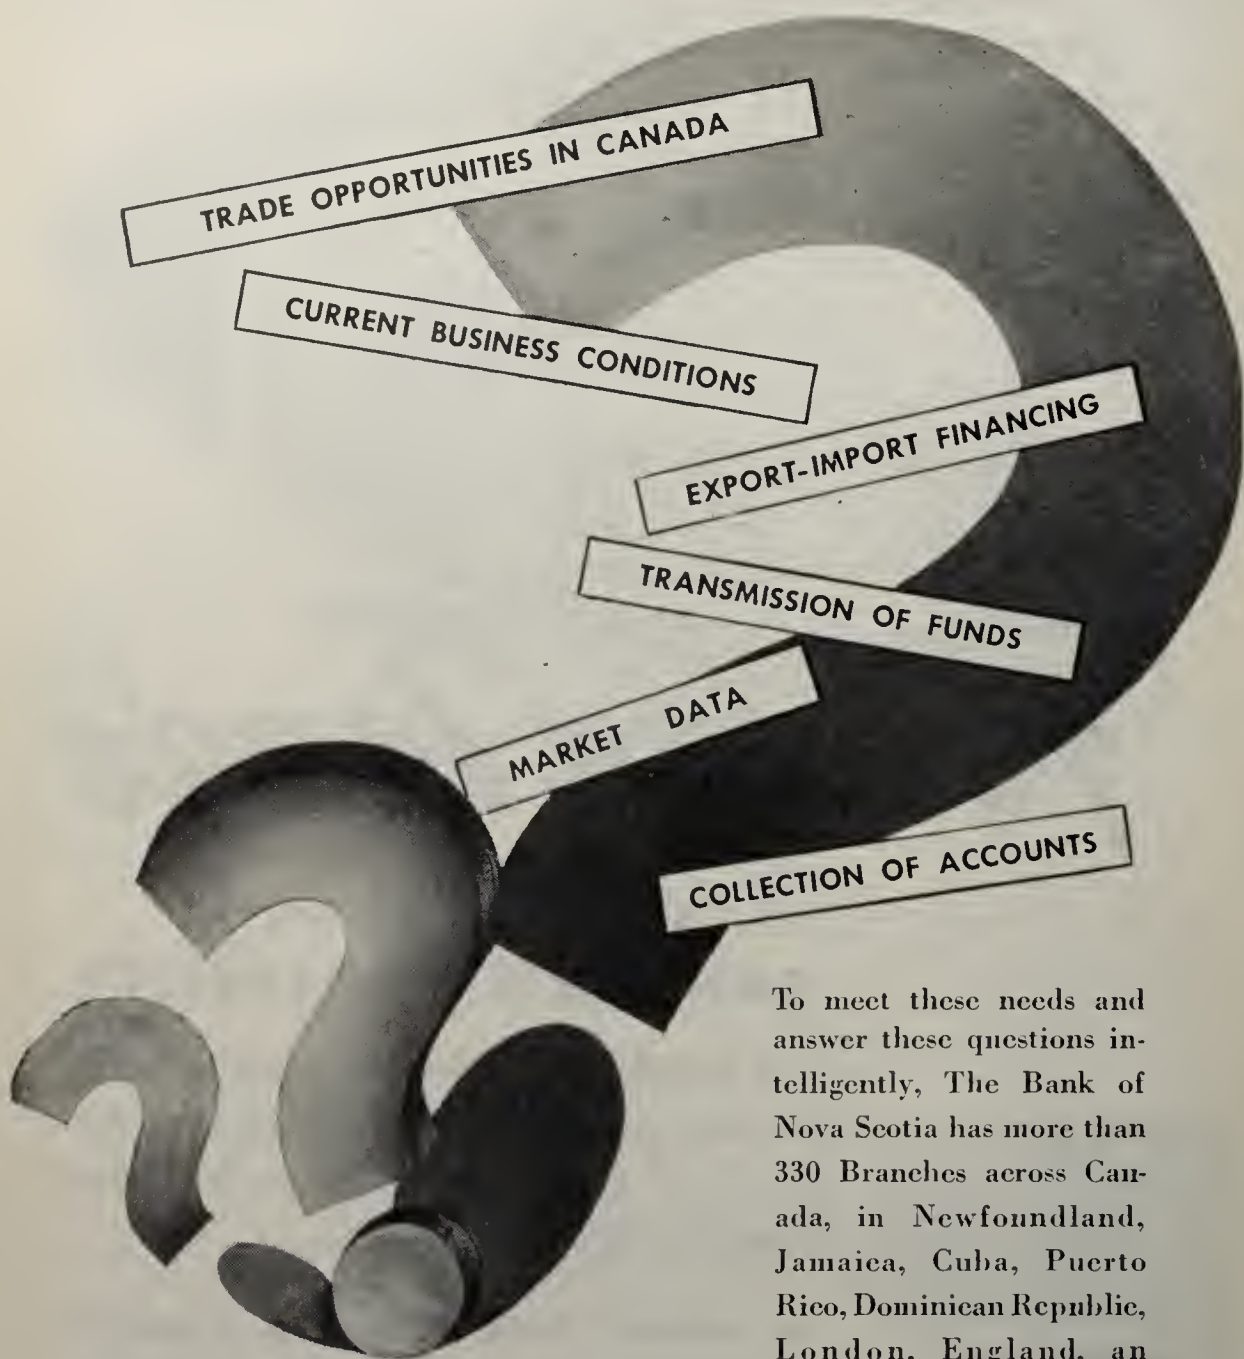 TRADE OPPORTUNITIES IN CANADA
CURRENT BUSINESS CONDITIONS
EXPORT-IMPORT FINANCING
TRANSMISSION OF FUNDS
MARKET DATA
COLLECTION OF ACCOUNTS
To meet these needs and
answer these questions in-
telligently, The Bank of
Nova Scotia has more than
330 Branches across Can-
ada, in Newfoundland,
Jamaica, Cuba, Puerto
Rico, Dominican Republic,
London, England, an